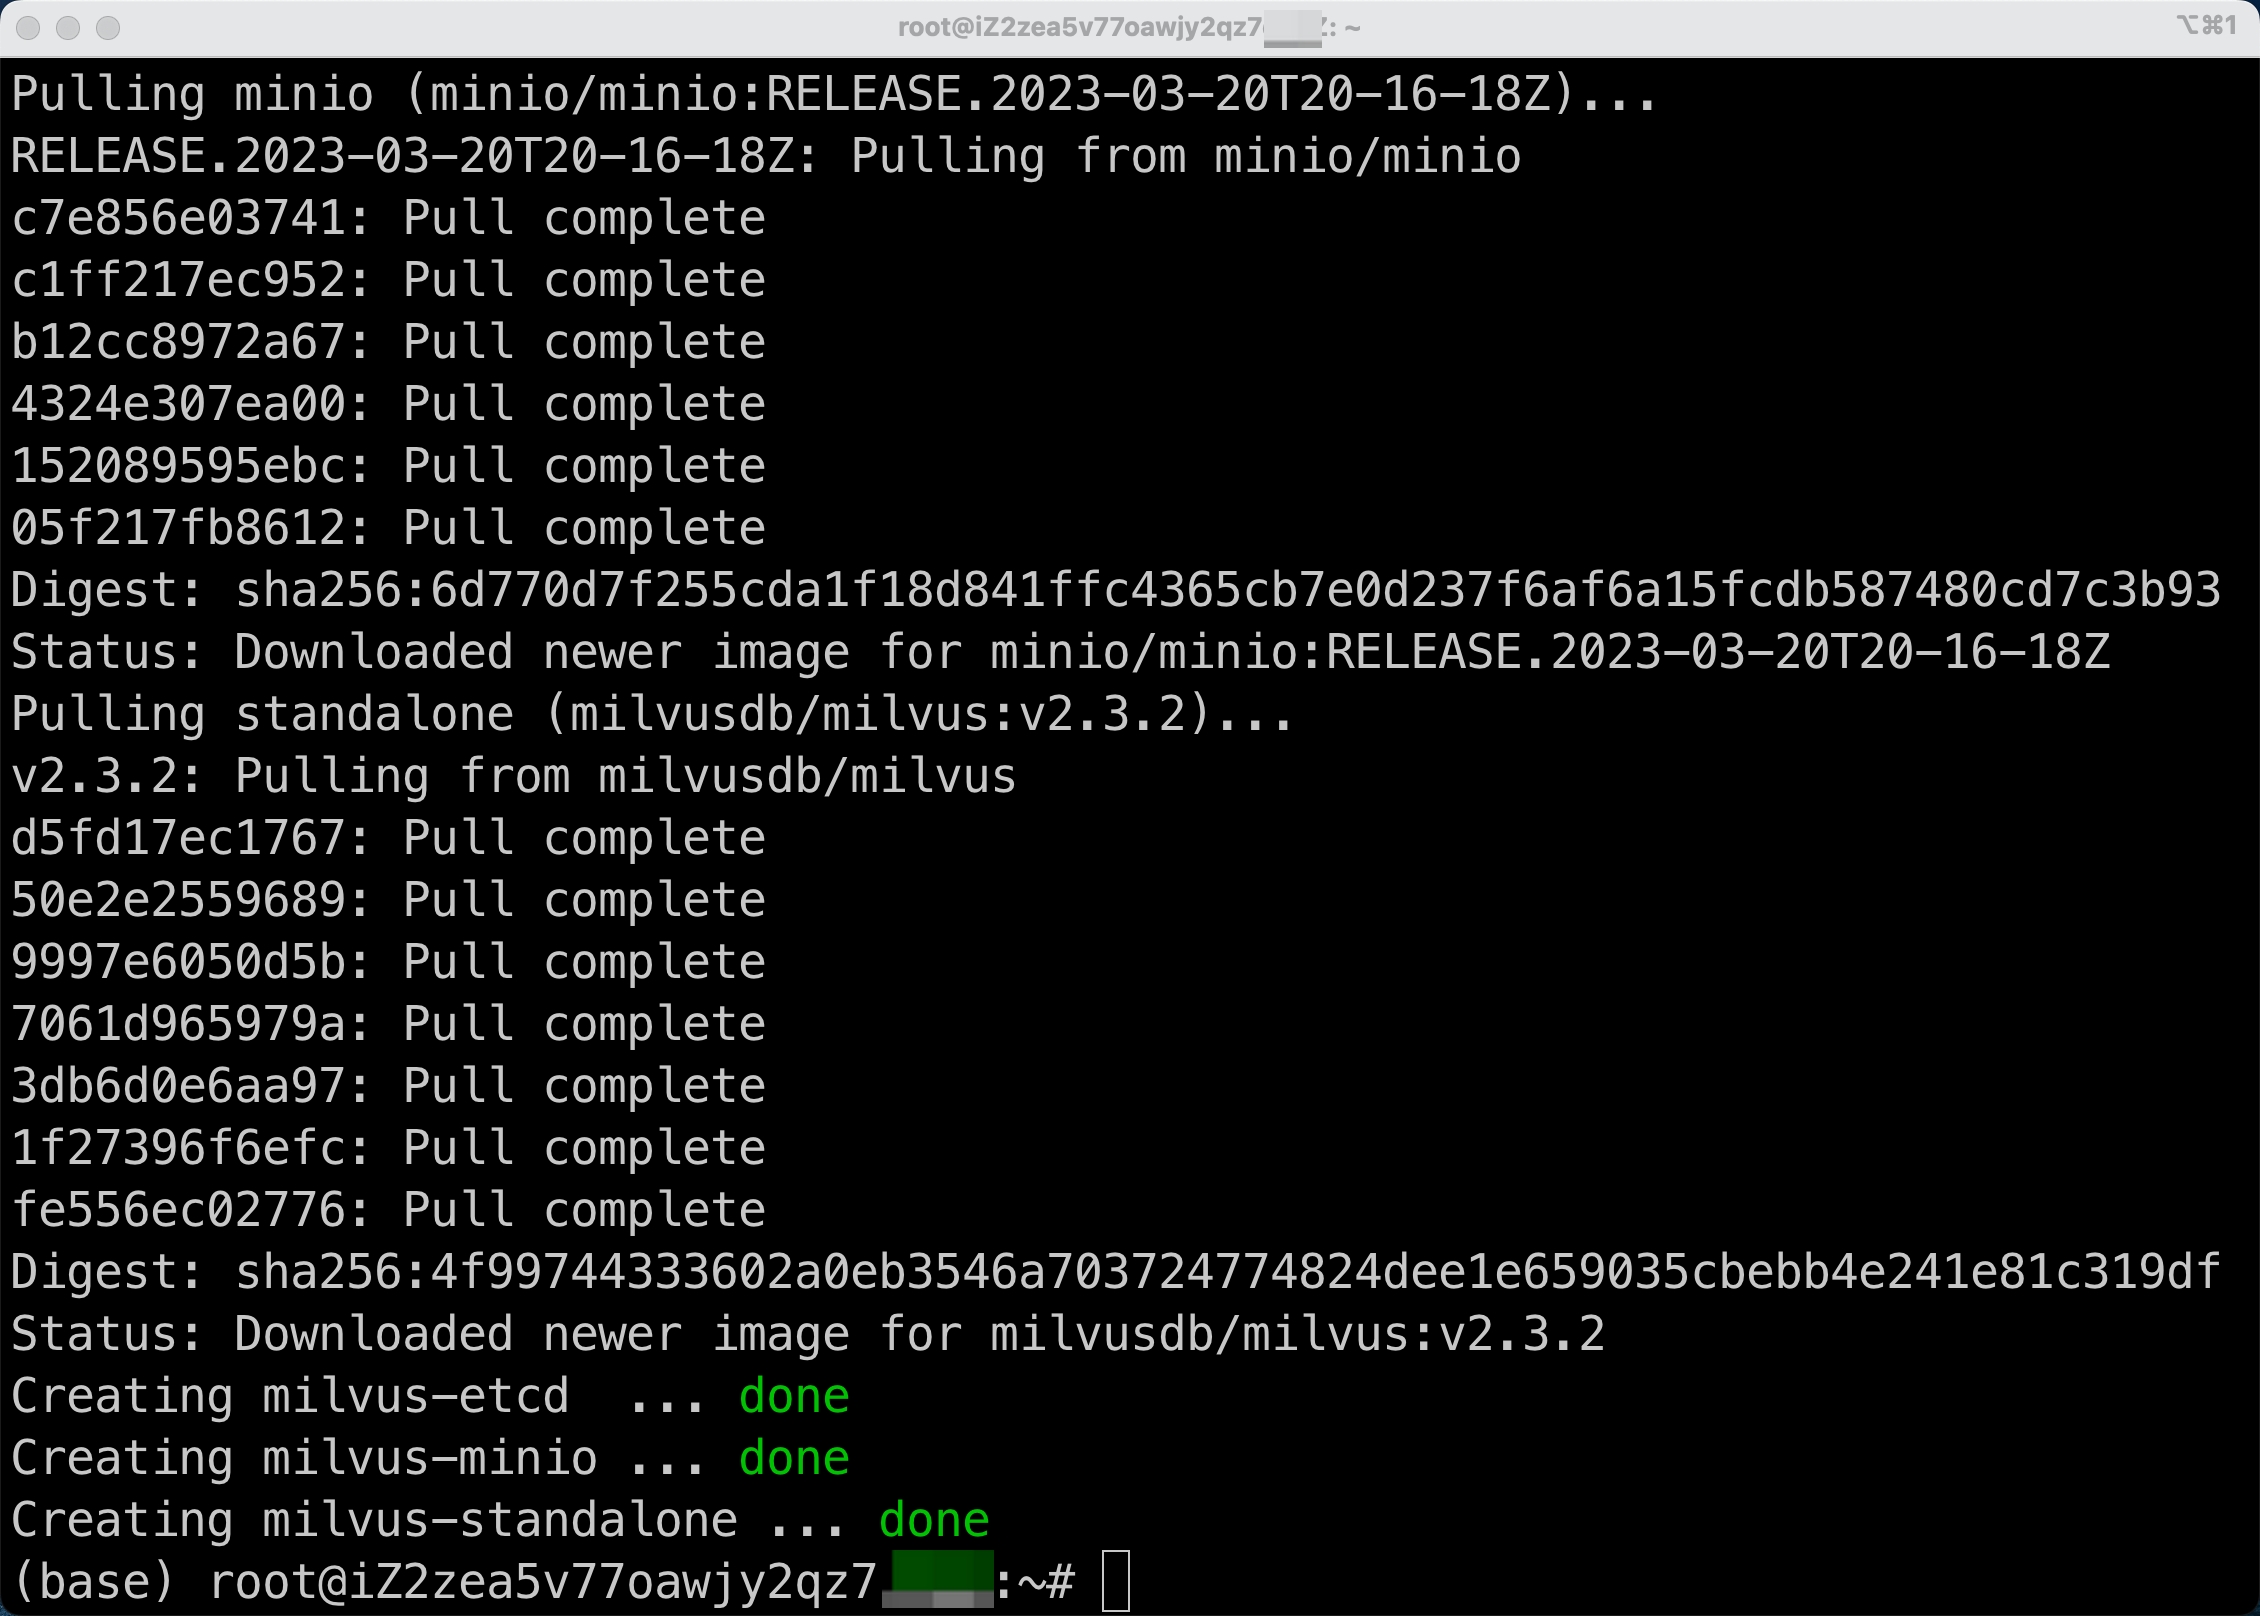 root@iZ2zea5v77oawjy2qz7 Z: ~ ⌥⌘1
Pulling minio (minio/minio:RELEASE.2023-03-20T20-16-18Z)...
RELEASE.2023-03-20T20-16-18Z: Pulling from minio/minio
c7e856e03741: Pull complete
c1ff217ec952: Pull complete
b12cc8972a67: Pull complete
4324e307ea00: Pull complete
152089595ebc: Pull complete
05f217fb8612: Pull complete
Digest: sha256:6d770d7f255cda1f18d841ffc4365cb7e0d237f6af6a15fcdb587480cd7c3b93
Status: Downloaded newer image for minio/minio:RELEASE.2023-03-20T20-16-18Z
Pulling standalone (milvusdb/milvus:v2.3.2)...
v2.3.2: Pulling from milvusdb/milvus
d5fd17ec1767: Pull complete
50e2e2559689: Pull complete
9997e6050d5b: Pull complete
7061d965979a: Pull complete
3db6d0e6aa97: Pull complete
1f27396f6efc: Pull complete
fe556ec02776: Pull complete
Digest: sha256:4f99744333602a0eb3546a703724774824dee1e659035cbebb4e241e81c319df
Status: Downloaded newer image for milvusdb/milvus:v2.3.2
Creating milvus-etcd  ... done
Creating milvus-minio ... done
Creating milvus-standalone ... done
(base) root@iZ2zea5v77oawjy2qz7 :~#